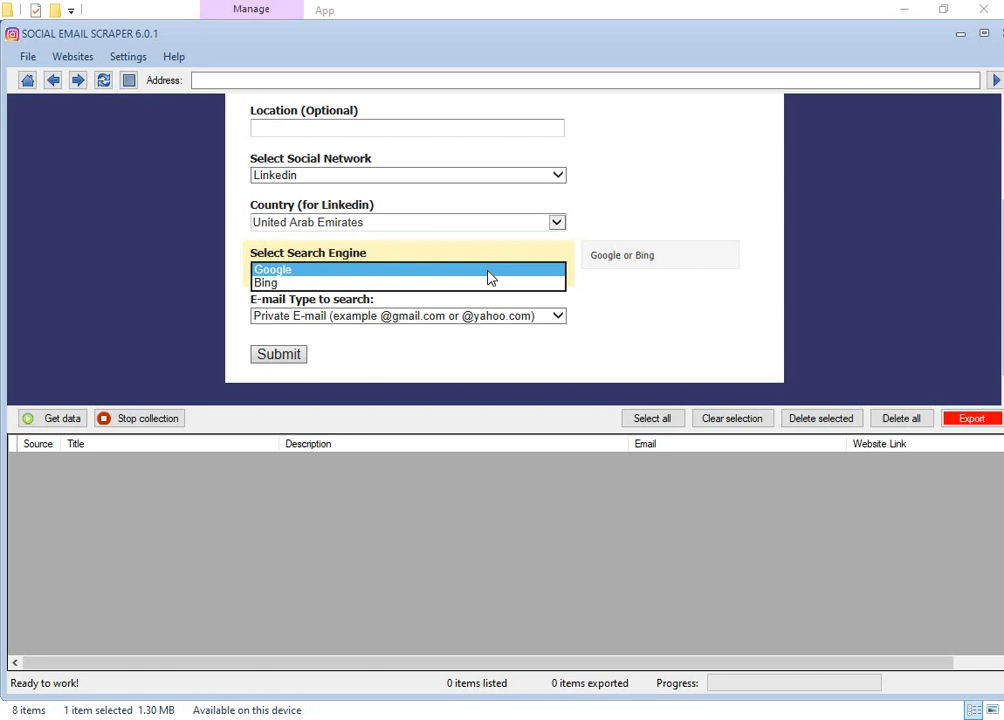 Manage
App
SOCIAL EMAIL SCRAPER 6.0.1
File Websites Settings Help
Address:
Location (Optional)
Select Social Network
Linkedin
Country (for Linkedin)
United Arab Emirates
Select Search Engine
Google or Bing
Google
Bing
E-mail Type to search:
Private E-mail (example @gmail.com or @yahoo.com)
Submit
Get data Stop collection Select all Clear selection Delete selected Delete all Export
Source Title Description Email Website Link
Ready to work! 0 items listed 0 items exported Progress:
8 items 1 item selected 1.30 MB Available on this device